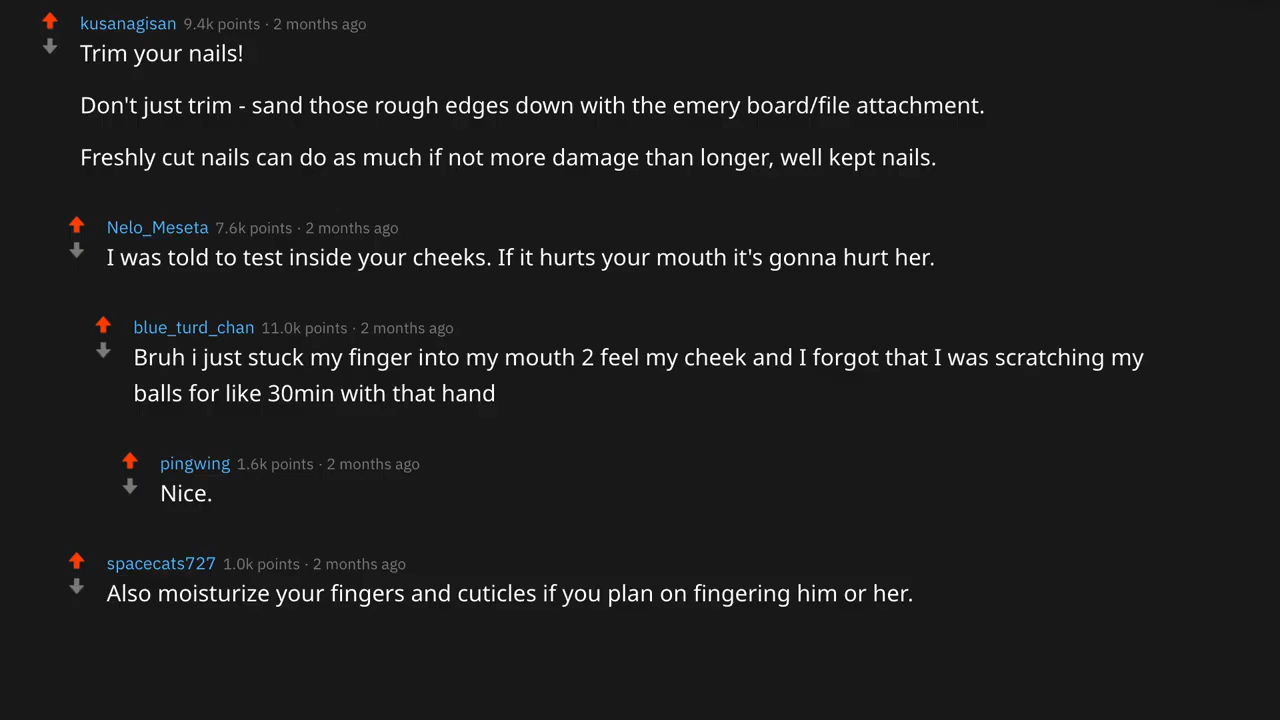 kusanagisan 9.4k points · 2 months ago
Trim your nails!
Don't just trim - sand those rough edges down with the emery board/file attachment.
Freshly cut nails can do as much if not more damage than longer, well kept nails.
Nelo_Meseta 7.6k points · 2 months ago
I was told to test inside your cheeks. If it hurts your mouth it's gonna hurt her.
blue_turd_chan 11.0k points · 2 months ago
Bruh i just stuck my finger into my mouth 2 feel my cheek and I forgot that I was scratching my
balls for like 30min with that hand
pingwing 1.6k points · 2 months ago
Nice.
spacecats727 1.0k points · 2 months ago
Also moisturize your fingers and cuticles if you plan on fingering him or her.